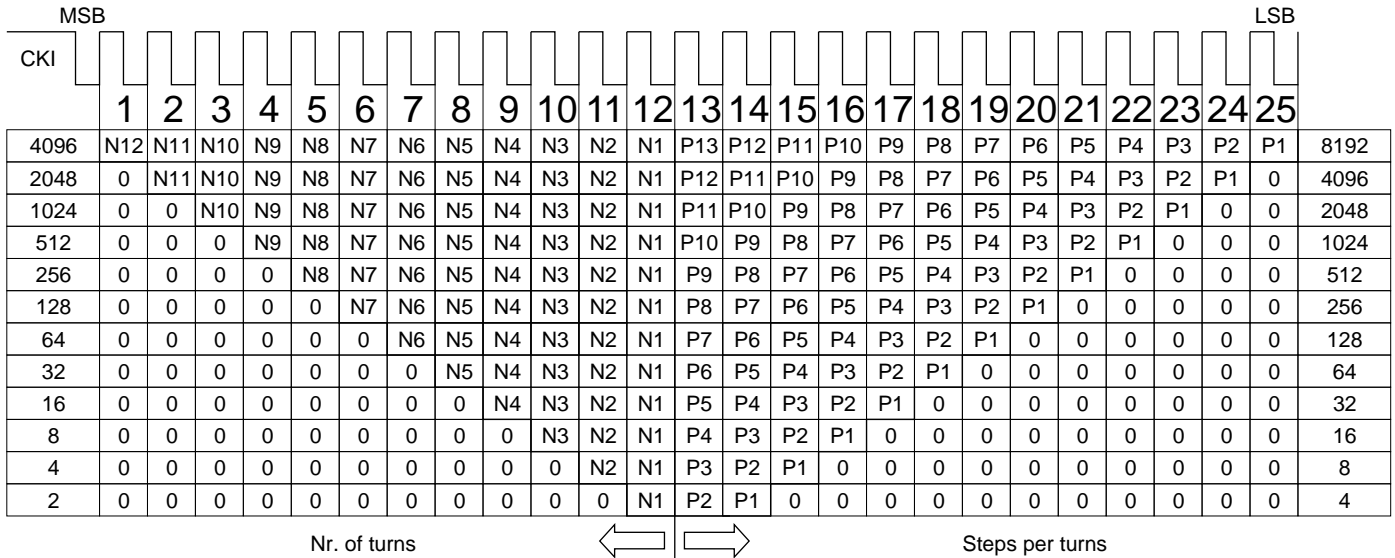 MSB LSB
CKI
1 2 3 4 5 6 7 8 9 10 11 12 13 14 15 16 17 18 19 20 21 22 23 24 25
4096 N12 N11 N10 N9 N8 N7 N6 N5 N4 N3 N2 N1 P13 P12 P11 P10 P9 P8 P7 P6 P5 P4 P3 P2 P1 8192
2048 0 N11 N10 N9 N8 N7 N6 N5 N4 N3 N2 N1 P12 P11 P10 P9 P8 P7 P6 P5 P4 P3 P2 P1 0 4096
1024 0 0 N10 N9 N8 N7 N6 N5 N4 N3 N2 N1 P11 P10 P9 P8 P7 P6 P5 P4 P3 P2 P1 0 0 2048
512 0 0 0 N9 N8 N7 N6 N5 N4 N3 N2 N1 P10 P9 P8 P7 P6 P5 P4 P3 P2 P1 0 0 0 1024
256 0 0 0 0 N8 N7 N6 N5 N4 N3 N2 N1 P9 P8 P7 P6 P5 P4 P3 P2 P1 0 0 0 0 512
128 0 0 0 0 0 N7 N6 N5 N4 N3 N2 N1 P8 P7 P6 P5 P4 P3 P2 P1 0 0 0 0 0 256
64 0 0 0 0 0 0 N6 N5 N4 N3 N2 N1 P7 P6 P5 P4 P3 P2 P1 0 0 0 0 0 0 128
32 0 0 0 0 0 0 0 N5 N4 N3 N2 N1 P6 P5 P4 P3 P2 P1 0 0 0 0 0 0 0 64
16 0 0 0 0 0 0 0 0 N4 N3 N2 N1 P5 P4 P3 P2 P1 0 0 0 0 0 0 0 0 32
8 0 0 0 0 0 0 0 0 0 N3 N2 N1 P4 P3 P2 P1 0 0 0 0 0 0 0 0 0 16
4 0 0 0 0 0 0 0 0 0 0 N2 N1 P3 P2 P1 0 0 0 0 0 0 0 0 0 0 8
2 0 0 0 0 0 0 0 0 0 0 0 N1 P2 P1 0 0 0 0 0 0 0 0 0 0 0 4
Nr. of turns Steps per turns